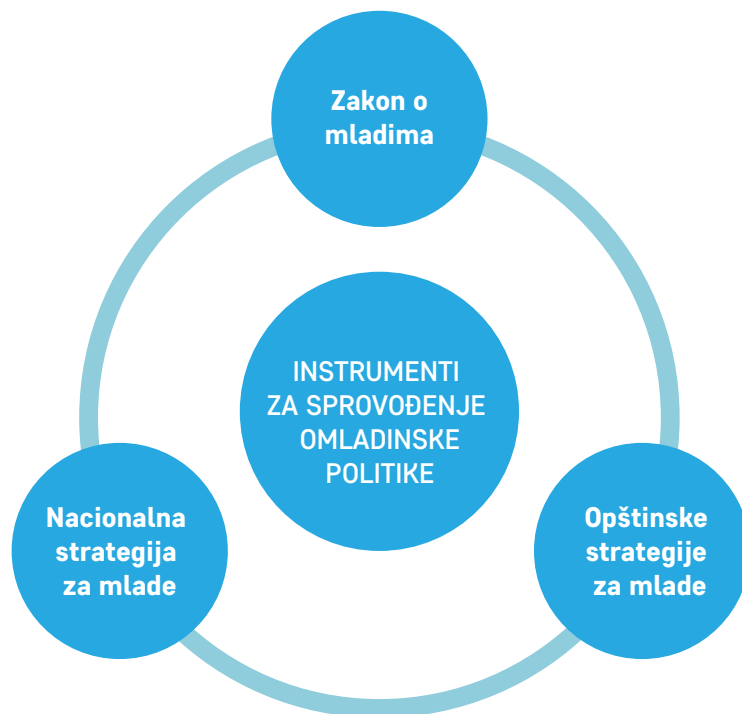 Zakon o
mladima
INSTRUMENTI
ZA SPROVOĐENJE
OMLADINSKE
POLITIKE
Nacionalna
strategija
za mlade
Opštinske
strategije
za mlade